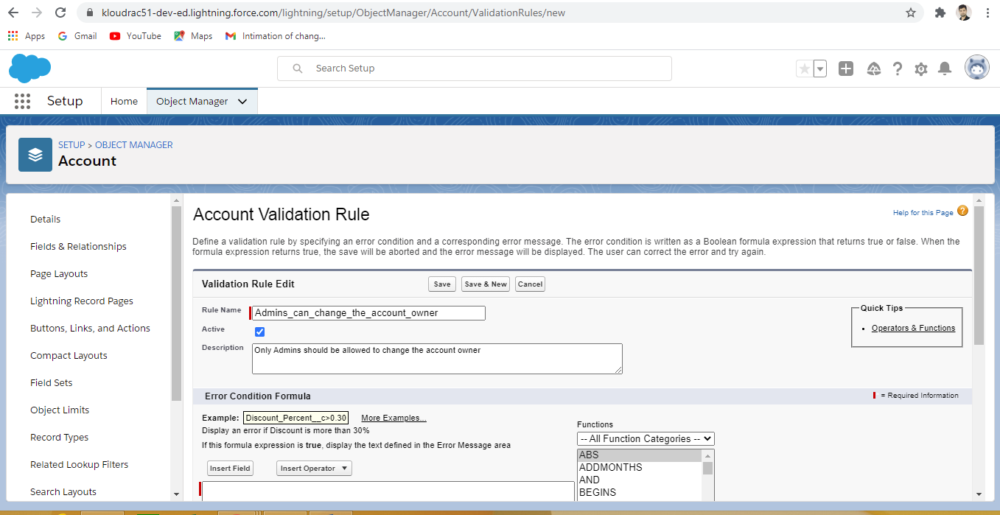 kloudrac51-dev-ed.lightning.force.com/lightning/setup/ObjectManager/Account/ValidationRules/new
Apps Gmail YouTube Maps Intimation of chang...
Search Setup
Setup Home Object Manager
SETUP > OBJECT MANAGER
Account
Details
Fields & Relationships
Page Layouts
Lightning Record Pages
Buttons, Links, and Actions
Compact Layouts
Field Sets
Object Limits
Record Types
Related Lookup Filters
Search Layouts
Account Validation Rule
Help for this Page ?
Define a validation rule by specifying an error condition and a corresponding error message. The error condition is written as a Boolean formula expression that returns true or false. When the
formula expression returns true, the save will be aborted and the error message will be displayed. The user can correct the error and try again.
Validation Rule Edit Save Save & New Cancel
Rule Name Admins_can_change_the_account_owner
Active
Description Only Admins should be allowed to change the account owner
Quick Tips
• Operators & Functions
Error Condition Formula = Required Information
Example: Discount_Percent__c>0.30 More Examples...
Display an error if Discount is more than 30%
If this formula expression is true, display the text defined in the Error Message area
Insert Field Insert Operator
Functions
-- All Function Categories --
ABS
ADDMONTHS
AND
BEGINS